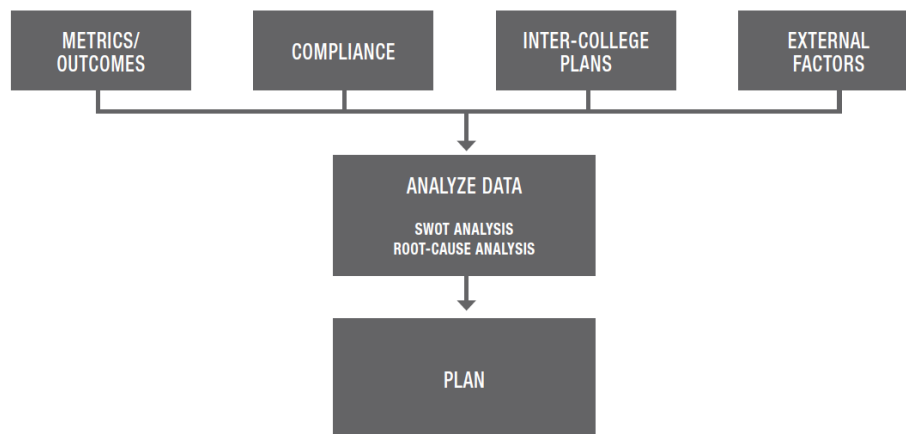 METRICS/
OUTCOMES
COMPLIANCE
INTER-COLLEGE
PLANS
EXTERNAL
FACTORS
ANALYZE DATA
SWOT ANALYSIS
ROOT-CAUSE ANALYSIS
PLAN